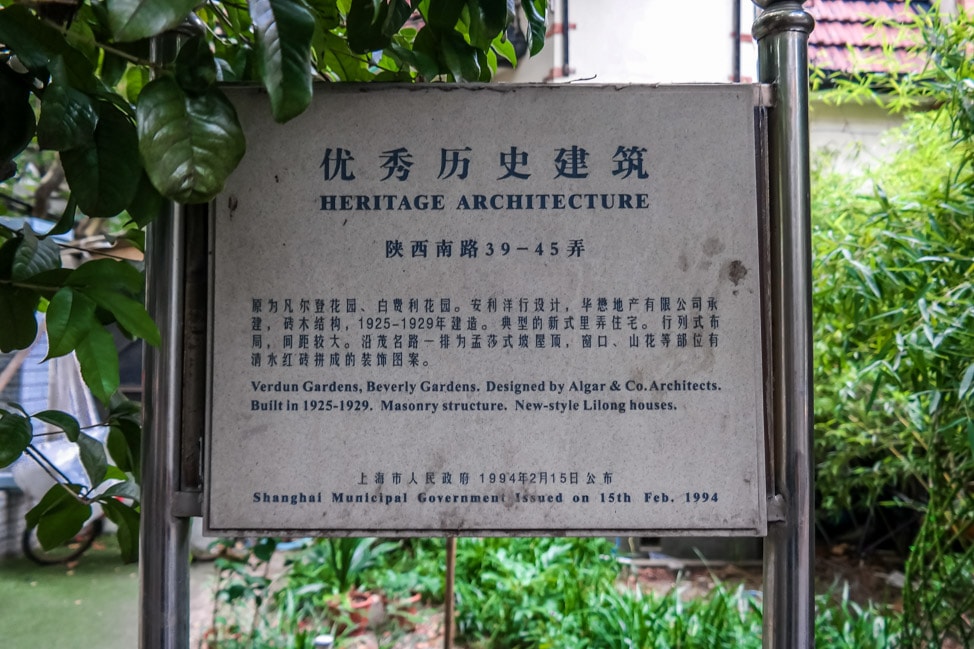 优秀历史建筑
HERITAGE ARCHITECTURE
陕西南路39-45弄
原为凡尔登花园、白费利花园。安利洋行设计，华懋地产有限公司承
建，砖木结构，1925-1929年建造。典型的新式里弄住宅。行列式布
局，间距较大。沿茂名路一排为孟莎式坡屋顶，窗口、山花等部位有
清水红砖拼成的装饰图案。
Verdun Gardens, Beverly Gardens. Designed by Algar & Co. Architects.
Built in 1925-1929. Masonry structure. New-style Lilong houses.
上海市人民政府 1994年2月15日公布
Shanghai Municipal Government Issued on 15th Feb. 1994